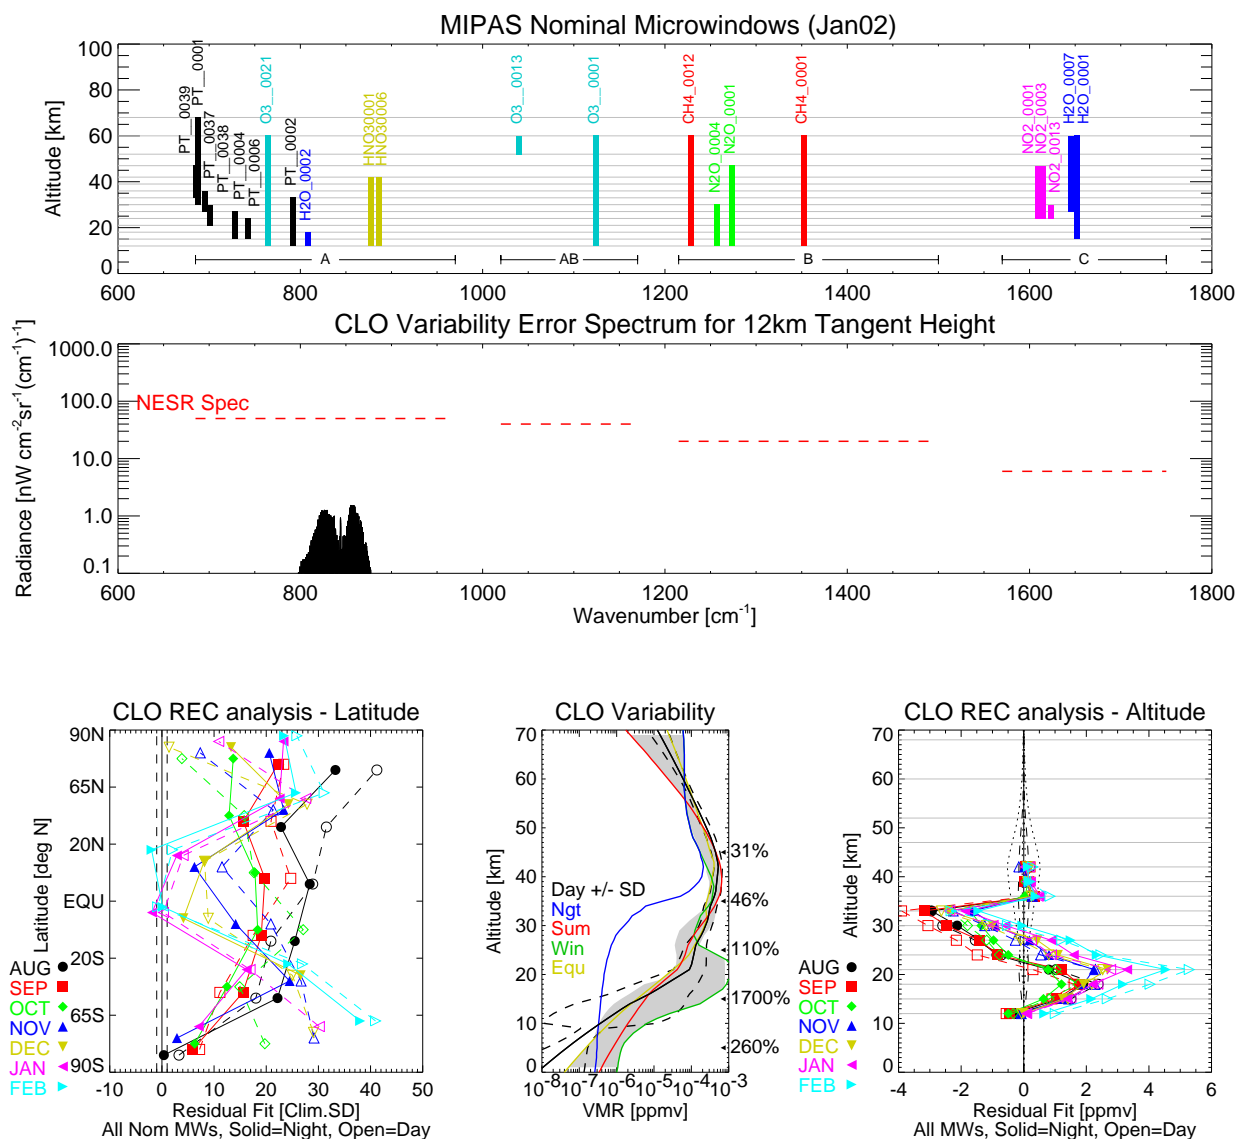 MIPAS Nominal Microwindows (Jan02)
Altitude [km]
100
80
60
40
20
0
PT__0039
PT__0001
PT__0037
PT__0038
PT__0004
PT__0006
O3__0021
PT__0002
H2O_0002
HNO30001
HNO30006
O3__0013
O3__0001
CH4_0012
N2O_0004
N2O_0001
CH4_0001
NO2_0001
NO2_0003
NO2_0013
H2O_0007
H2O_0001
A
AB
B
C
600 800 1000 1200 1400 1600 1800
CLO Variability Error Spectrum for 12km Tangent Height
Radiance [nW cm-2sr-1(cm-1)-1]
1000.0
100.0
10.0
1.0
0.1
NESR Spec
600 800 1000 1200 1400 1600 1800
Wavenumber [cm-1]
CLO REC analysis - Latitude
Latitude [deg N]
90N
65N
20N
EQU
20S
65S
90S
AUG
SEP
OCT
NOV
DEC
JAN
FEB
-10 0 10 20 30 40 50
Residual Fit [Clim.SD]
All Nom MWs, Solid=Night, Open=Day
CLO Variability
Altitude [km]
70
60
50
40
30
20
10
0
Day +/- SD
Ngt
Sum
Win
Equ
31%
46%
110%
1700%
260%
10-8 10-7 10-6 10-5 10-4 10-3
VMR [ppmv]
CLO REC analysis - Altitude
Altitude [km]
70
60
50
40
30
20
10
0
AUG
SEP
OCT
NOV
DEC
JAN
FEB
-4 -2 0 2 4 6
Residual Fit [ppmv]
All MWs, Solid=Night, Open=Day